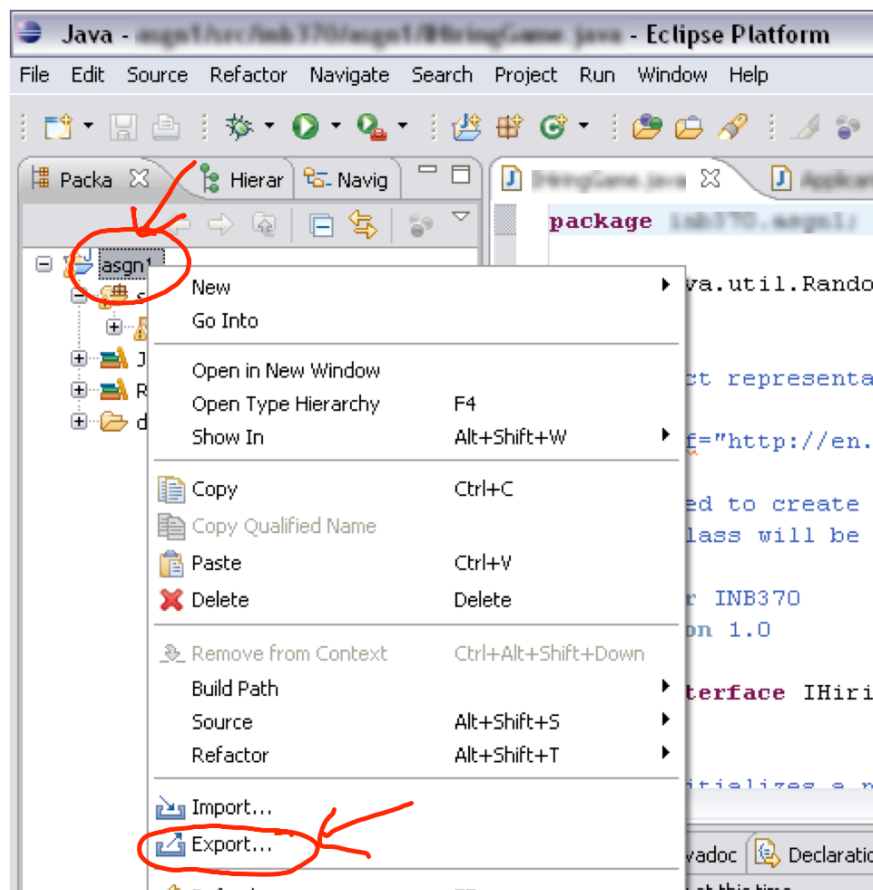 Java - - Eclipse Platform
File Edit Source Refactor Navigate Search Project Run Window Help
Packa Hierar Navig
package
asgn1
va.util.Rando
New
Go Into
Open in New Window
ct representa
Open Type Hierarchy F4
Show In Alt+Shift+W
f="http://en.
Copy Ctrl+C
ed to create
Copy Qualified Name
lass will be
Paste Ctrl+V
Delete Delete
r INB370
on 1.0
Remove from Context Ctrl+Alt+Shift+Down
Build Path
terface IHiri
Source Alt+Shift+S
Refactor Alt+Shift+T
itializes a
Import...
Export...
vadoc Declaratio